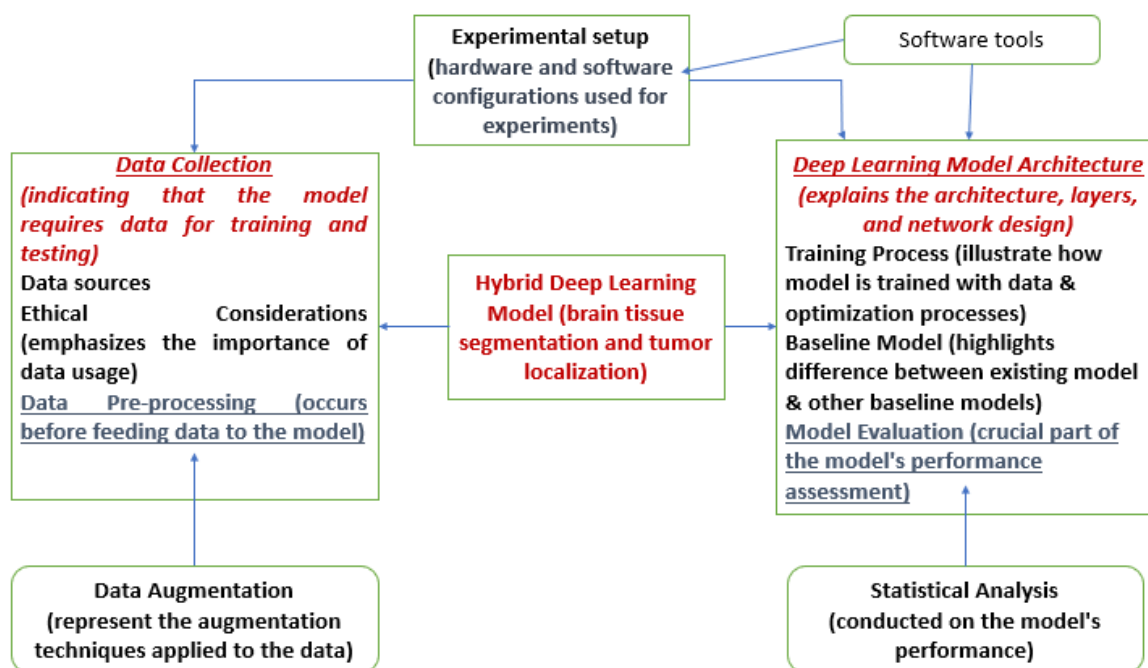 Experimental setup
(hardware and software
configurations used for
experiments)
Software tools
Data Collection
(indicating that the model
requires data for training and
testing)
Data sources
Ethical Considerations
(emphasizes the importance of
data usage)
Data Pre-processing (occurs
before feeding data to the model)
Hybrid Deep Learning
Model (brain tissue
segmentation and tumor
localization)
Deep Learning Model Architecture
(explains the architecture, layers,
and network design)
Training Process (illustrate how
model is trained with data &
optimization processes)
Baseline Model (highlights
difference between existing model
& other baseline models)
Model Evaluation (crucial part of
the model's performance
assessment)
Data Augmentation
(represent the augmentation
techniques applied to the data)
Statistical Analysis
(conducted on the model's
performance)